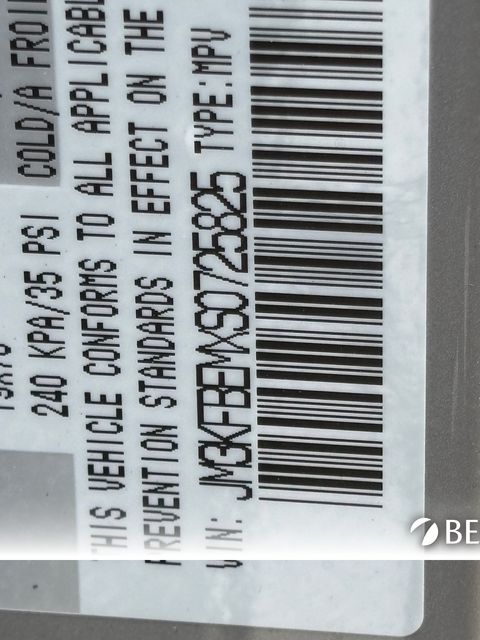 240 KPA/35 PSI COLD/A FRO
THIS VEHICLE CONFORMS TO ALL APPLICABL
PREVENTION STANDARDS IN EFFECT ON THE
VIN: JM3KFBEMXS0725825 TYPE:MPV
BE